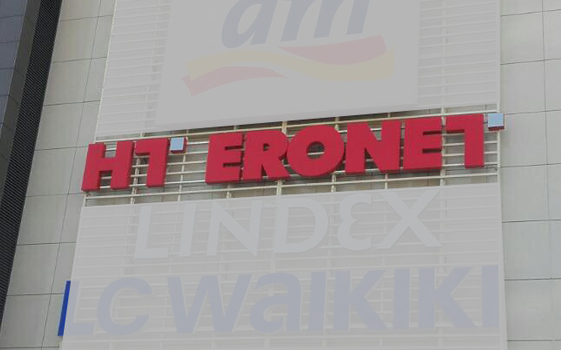 dm
HT ERONET
LINDEX
LC WAIKIKI